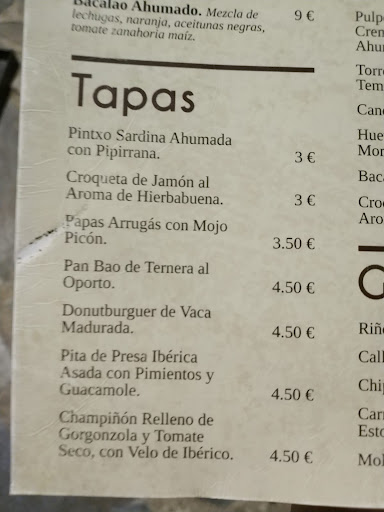 Bacalao Ahumado. Mezcla de
lechugas, naranja, aceitunas negras,
tomate zanahoria maíz.
9 €
Tapas
Pintxo Sardina Ahumada
con Pipirrana.
3 €
Croqueta de Jamón al
Aroma de Hierbabuena.
3 €
Papas Arrugás con Mojo
Picón.
3.50 €
Pan Bao de Ternera al
Oporto.
4.50 €
Donutburguer de Vaca
Madurada.
4.50 €
Pita de Presa Ibérica
Asada con Pimientos y
Guacamole.
4.50 €
Champiñón Relleno de
Gorgonzola y Tomate
Seco, con Velo de Ibérico.
4.50 €